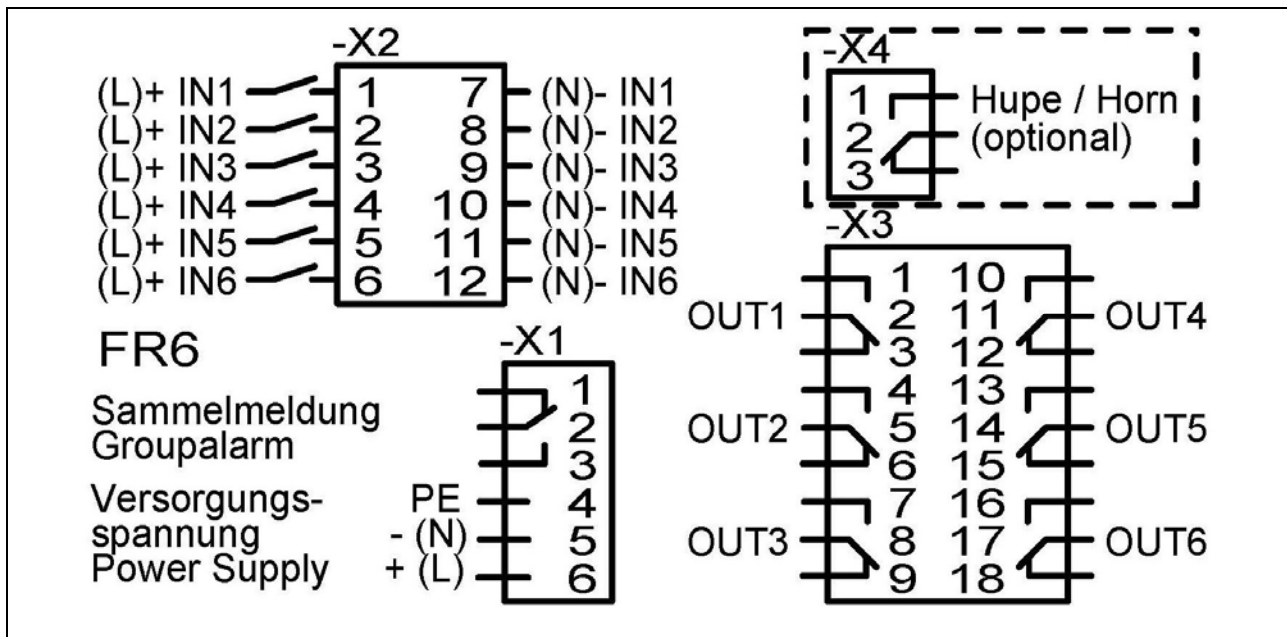 -X2
(L)+ IN1 1 7 (N)- IN1
(L)+ IN2 2 8 (N)- IN2
(L)+ IN3 3 9 (N)- IN3
(L)+ IN4 4 10 (N)- IN4
(L)+ IN5 5 11 (N)- IN5
(L)+ IN6 6 12 (N)- IN6
-X4
1
2
3
Hupe / Horn
(optional)
FR6
-X1
Sammelmeldung
Groupalarm
1
2
3
Versorgungs-
spannung
Power Supply
PE 4
- (N) 5
+ (L) 6
-X3
1 10
OUT1 2 11 OUT4
3 12
4 13
OUT2 5 14 OUT5
6 15
7 16
OUT3 8 17 OUT6
9 18